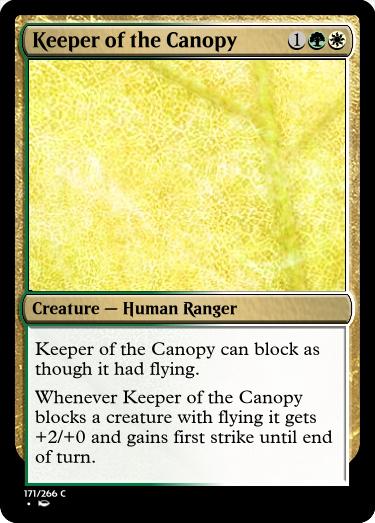 Keeper of the Canopy 1
Creature — Human Ranger
Keeper of the Canopy can block as
though it had flying.
Whenever Keeper of the Canopy
blocks a creature with flying it gets
+2/+0 and gains first strike until end
of turn.
171/266 C